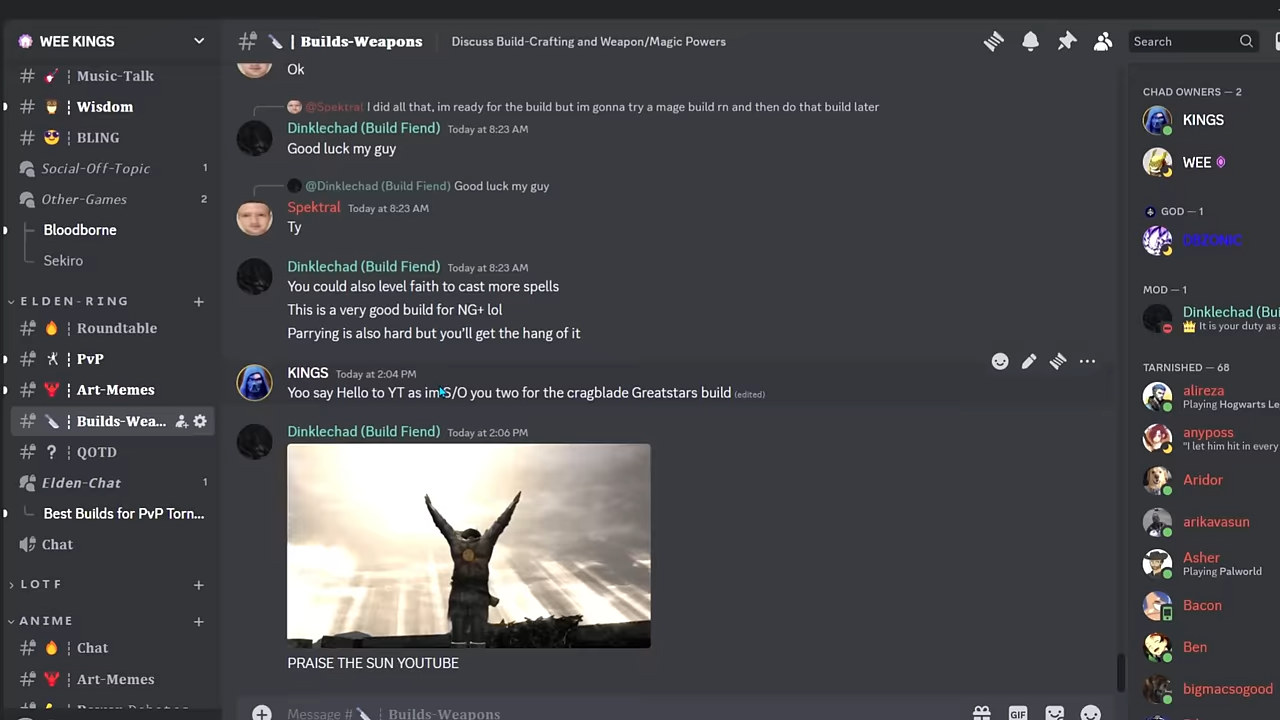 WEE KINGS
Music-Talk
Wisdom
BLING
Social-Off-Topic 1
Other-Games 2
Bloodborne
Sekiro
ELDEN-RING
Roundtable
PvP
Art-Memes
Builds-Wea...
QOTD
Elden-Chat 1
Best Builds for PvP Torn...
Chat
LOTF
ANIME
Chat
Art-Memes
| Builds-Weapons Discuss Build-Crafting and Weapon/Magic Powers
Search
Ok
@Spektral I did all that, im ready for the build but im gonna try a mage build rn and then do that build later
Dinklechad (Build Fiend) Today at 8:23 AM
Good luck my guy
@Dinklechad (Build Fiend) Good luck my guy
Spektral Today at 8:23 AM
Ty
Dinklechad (Build Fiend) Today at 8:23 AM
You could also level faith to cast more spells
This is a very good build for NG+ lol
Parrying is also hard but you'll get the hang of it
KINGS Today at 2:04 PM
Yoo say Hello to YT as im S/O you two for the cragblade Greatstars build (edited)
Dinklechad (Build Fiend) Today at 2:06 PM
PRAISE THE SUN YOUTUBE
Message # | Builds-Weapons
GIF
CHAD OWNERS — 2
KINGS
WEE
GOD — 1
MOD — 1
Dinklechad (Bui
It is your duty as
TARNISHED — 68
alireza
Playing Hogwarts Le
anyposs
"I let him hit in every
Aridor
arikavasun
Asher
Playing Palworld
Bacon
Ben
bigmacsogood